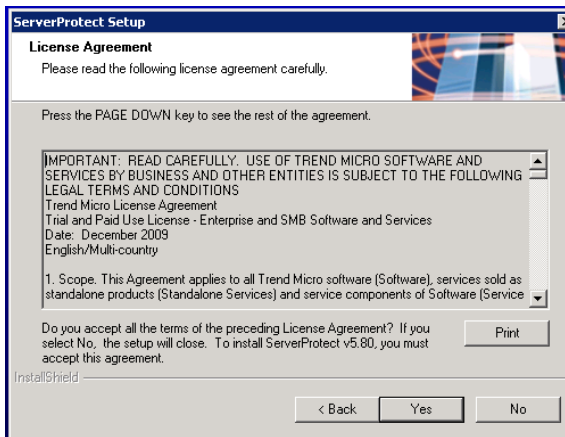 ServerProtect Setup
License Agreement
Please read the following license agreement carefully.
Press the PAGE DOWN key to see the rest of the agreement.
IMPORTANT: READ CAREFULLY. USE OF TREND MICRO SOFTWARE AND
SERVICES BY BUSINESS AND OTHER ENTITIES IS SUBJECT TO THE FOLLOWING
LEGAL TERMS AND CONDITIONS
Trend Micro License Agreement
Trial and Paid Use License - Enterprise and SMB Software and Services
Date: December 2009
English/Multi-country
1. Scope. This Agreement applies to all Trend Micro software (Software), services sold as
standalone products (Standalone Services) and service components of Software (Service
Do you accept all the terms of the preceding License Agreement? If you
select No, the setup will close. To install ServerProtect v5.80, you must
accept this agreement.
Print
InstallShield
< Back
Yes
No